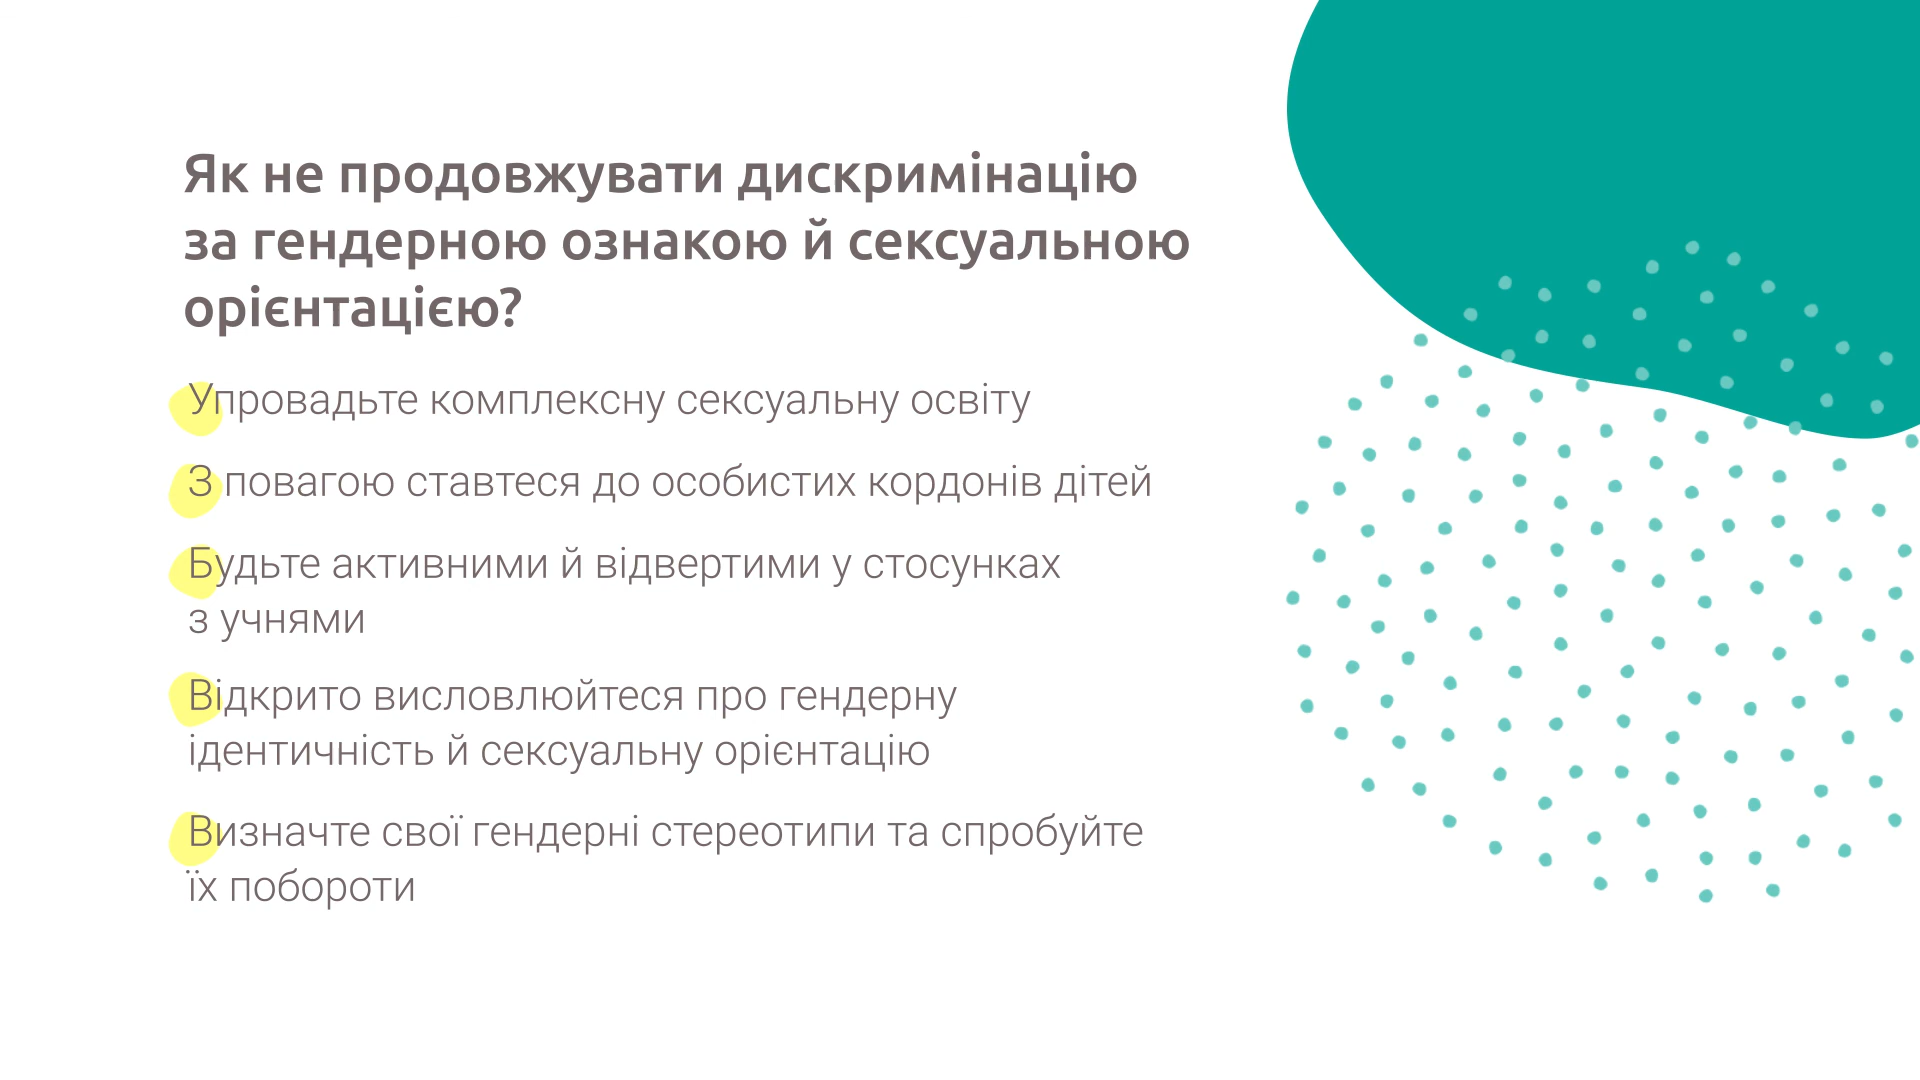 Як не продовжувати дискримінацію
за гендерною ознакою й сексуальною
орієнтацією?
Упровадьте комплексну сексуальну освіту
З повагою ставтеся до особистих кордонів дітей
Будьте активними й відвертими у стосунках
з учнями
Відкрито висловлюйтеся про гендерну
ідентичність й сексуальну орієнтацію
Визначте свої гендерні стереотипи та спробуйте
їх побороти